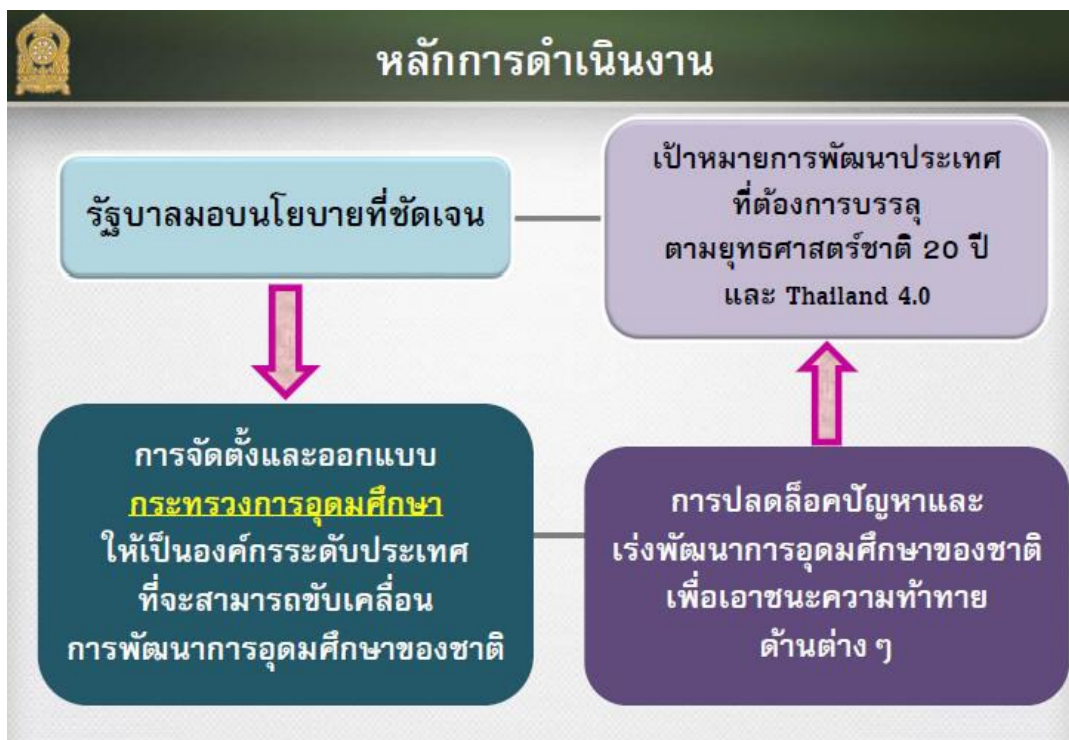 หลักการดำเนินงาน
รัฐบาลมอบนโยบายที่ชัดเจน
เป้าหมายการพัฒนาประเทศ
ที่ต้องการบรรลุ
ตามยุทธศาสตร์ชาติ 20 ปี
และ Thailand 4.0
การจัดตั้งและออกแบบ
กระทรวงการอุดมศึกษา
ให้เป็นองค์กรระดับประเทศ
ที่จะสามารถขับเคลื่อน
การพัฒนาการอุดมศึกษาของชาติ
การปลดล็อคปัญหาและ
เร่งพัฒนาการอุดมศึกษาของชาติ
เพื่อเอาชนะความท้าทาย
ด้านต่าง ๆ